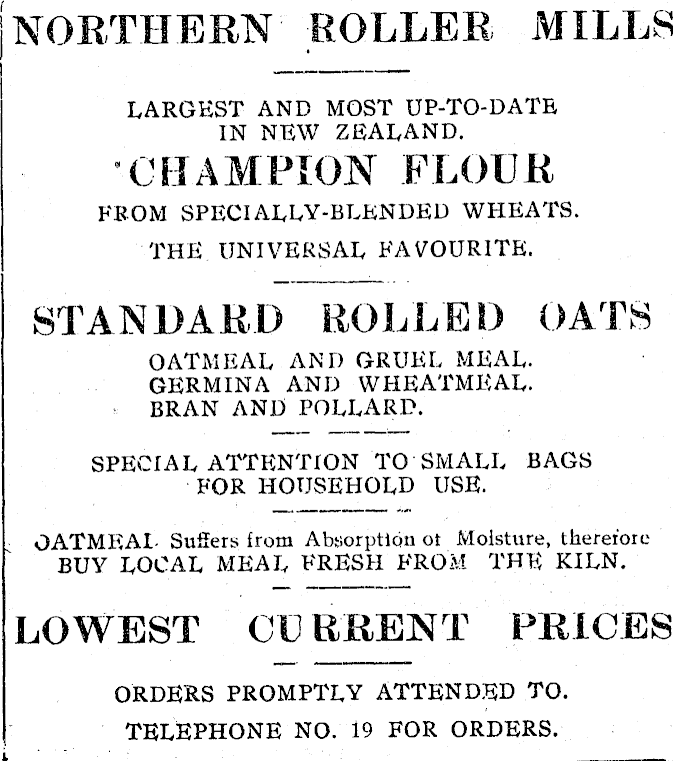 NORTHERN ROLLER MILLS
LARGEST AND MOST UP-TO-DATE
IN NEW ZEALAND.
CHAMPION FLOUR
FROM SPECIALLY-BLENDED WHEATS.
THE UNIVERSAL FAVOURITE.
STANDARD ROLLED OATS
OATMEAL AND GRUEL MEAL.
GERMINA AND WHEATMEAL.
BRAN AND POLLARD.
SPECIAL ATTENTION TO SMALL BAGS
FOR HOUSEHOLD USE.
OATMEAL Suffers from Absorption of Moisture, therefore
BUY LOCAL MEAL FRESH FROM THE KILN.
LOWEST CURRENT PRICES
ORDERS PROMPTLY ATTENDED TO.
TELEPHONE NO. 19 FOR ORDERS.